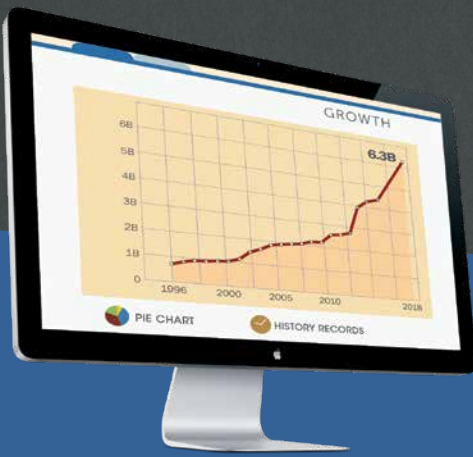 GROWTH
6.3B
6B
5B
4B
3B
2B
1B
0
1996 2000 2005 2010 2018
PIE CHART HISTORY RECORDS